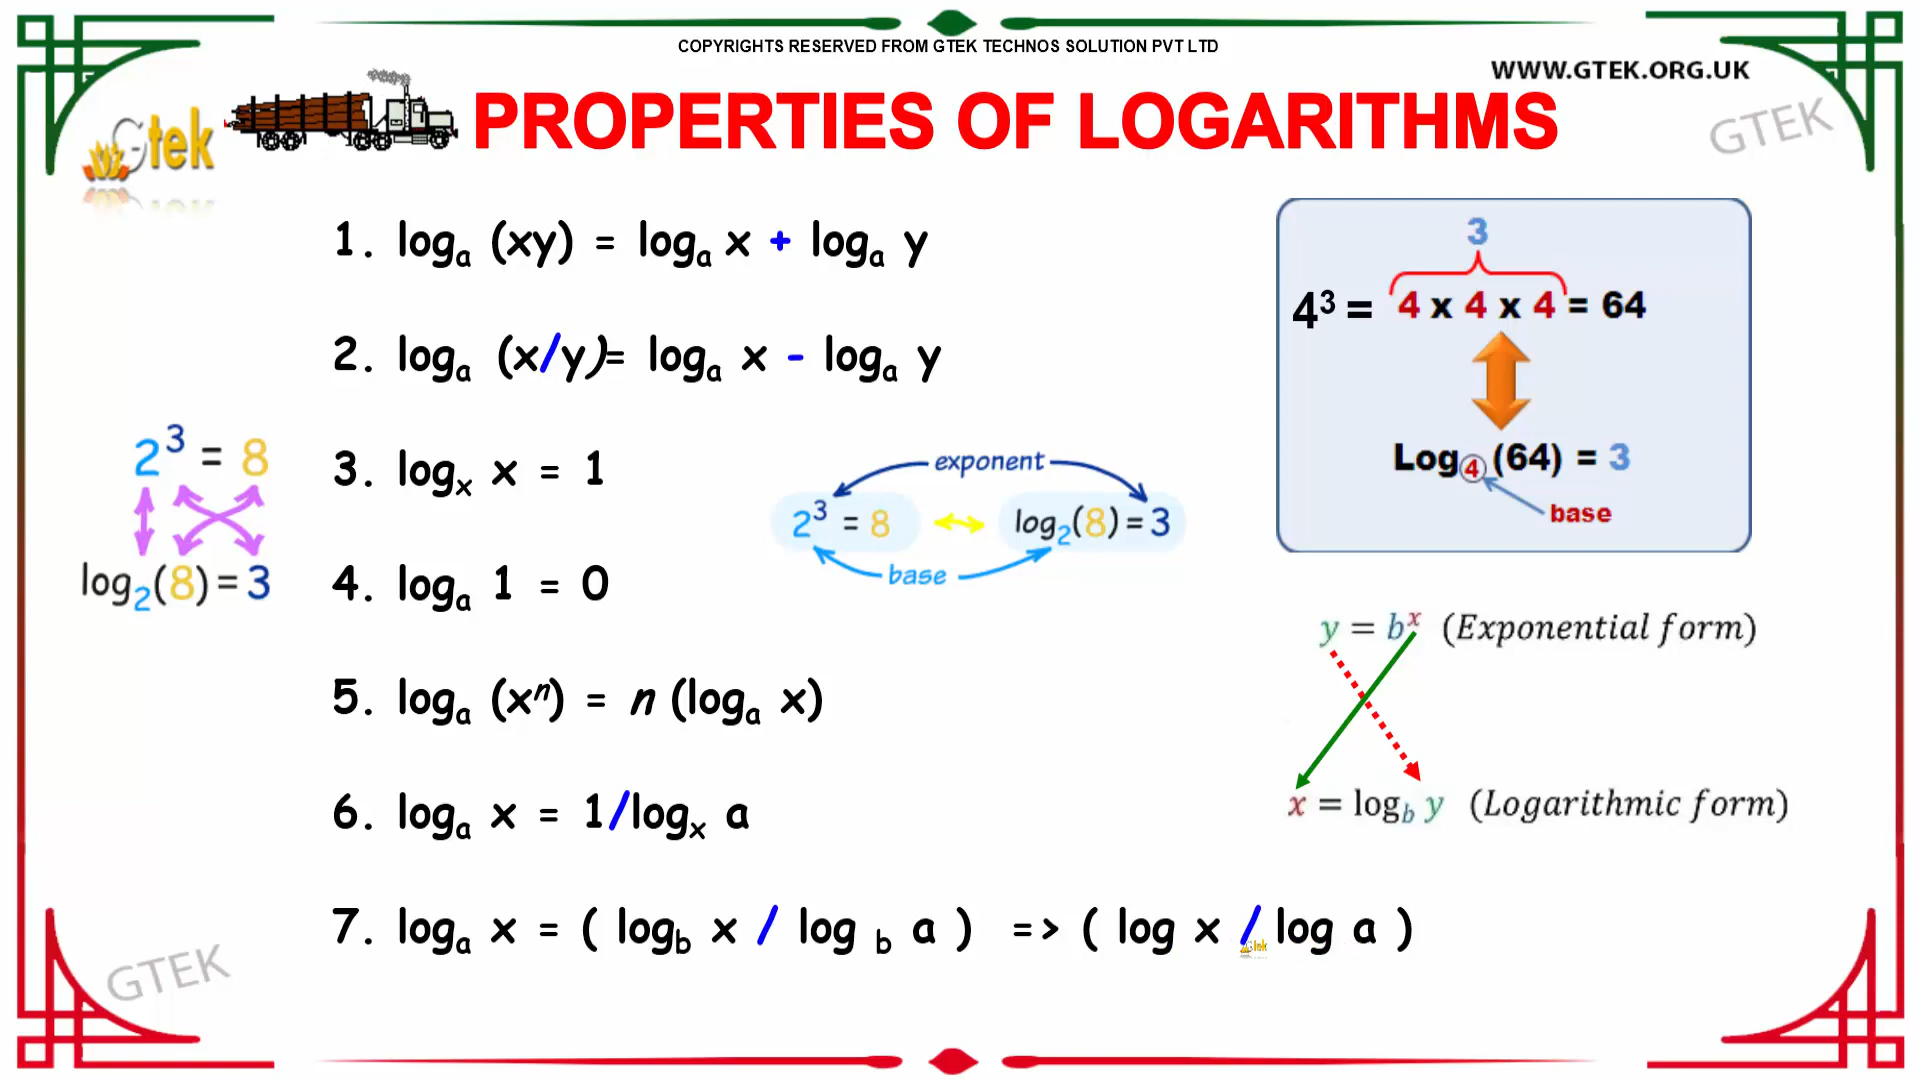 COPYRIGHTS RESERVED FROM GTEK TECHNOS SOLUTION PVT LTD
WWW.GTEK.ORG.UK
Gtek
PROPERTIES OF LOGARITHMS
GTEK
1. logₐ (xy) = logₐ x + logₐ y
2. logₐ (x/y)= logₐ x - logₐ y
3. logₓ x = 1
4. logₐ 1 = 0
5. logₐ (xⁿ) = n (logₐ x)
6. logₐ x = 1/logₓ a
7. logₐ x = ( log_b x / log _b a ) => ( log x / log a )
tek
2³ = 8
log₂(8) = 3
exponent
2³ = 8
log₂(8) = 3
base
3
4³ = 4 x 4 x 4 = 64
Log₄ (64) = 3
base
y = bˣ (Exponential form)
x = log_b y (Logarithmic form)
GTEK